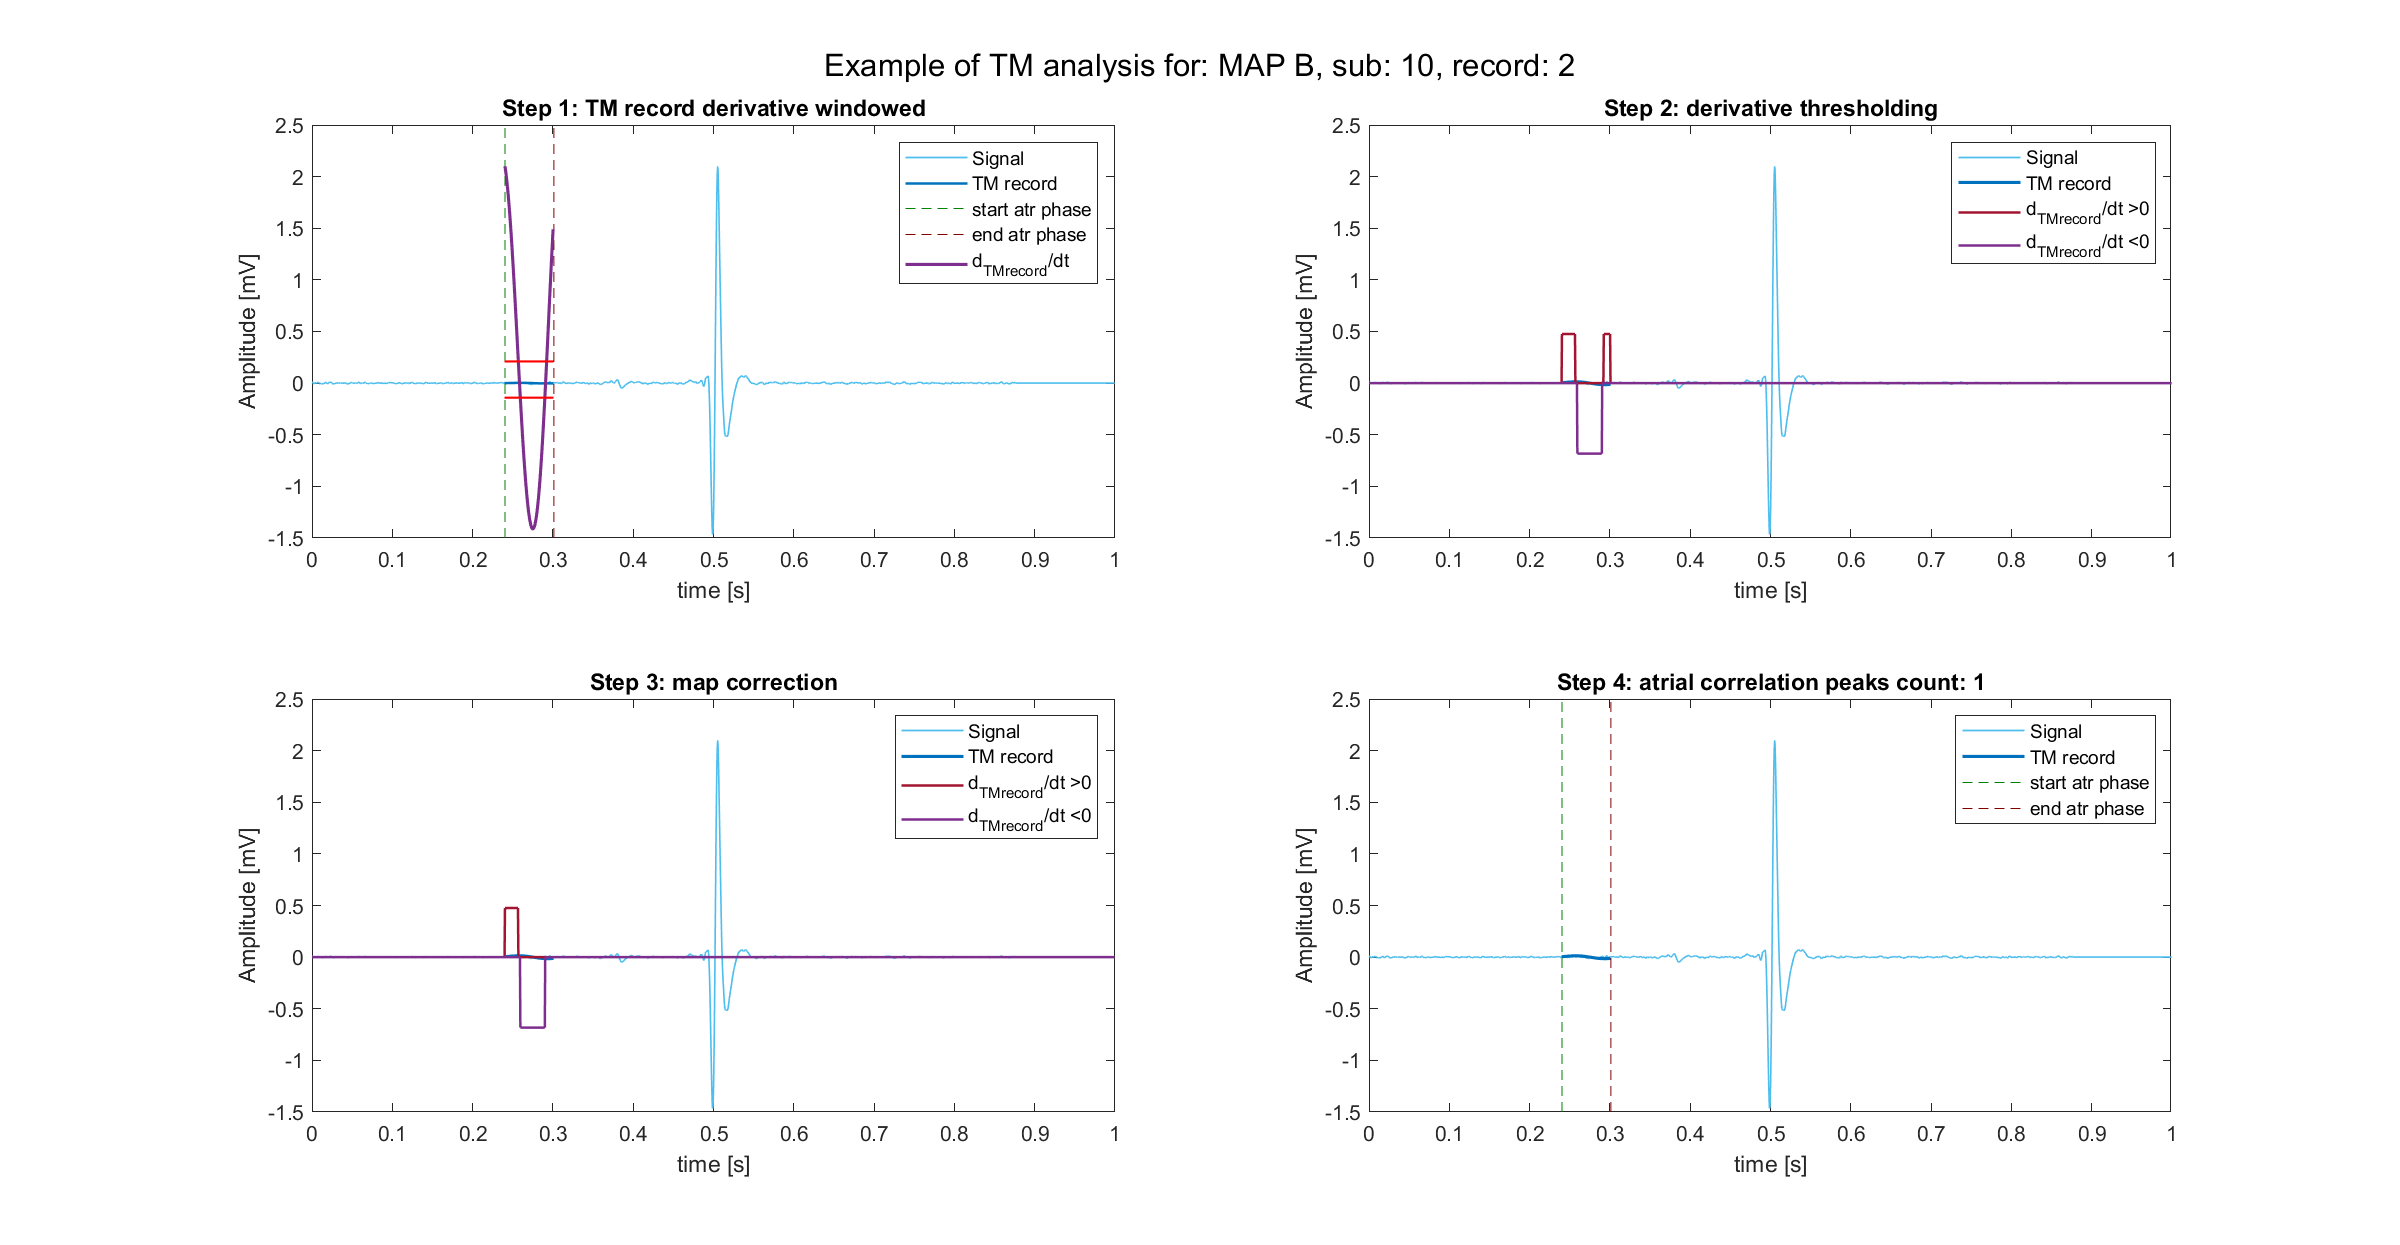 Example of TM analysis for: MAP B, sub: 10, record: 2
Step 1: TM record derivative windowed
2.5
2
1.5
1
0.5
0
-0.5
-1
-1.5
Amplitude [mV]
0 0.1 0.2 0.3 0.4 0.5 0.6 0.7 0.8 0.9 1
time [s]
Signal
TM record
start atr phase
end atr phase
dTMrecord/dt
Step 2: derivative thresholding
2.5
2
1.5
1
0.5
0
-0.5
-1
-1.5
Amplitude [mV]
0 0.1 0.2 0.3 0.4 0.5 0.6 0.7 0.8 0.9 1
time [s]
Signal
TM record
dTMrecord/dt >0
dTMrecord/dt <0
Step 3: map correction
2.5
2
1.5
1
0.5
0
-0.5
-1
-1.5
Amplitude [mV]
0 0.1 0.2 0.3 0.4 0.5 0.6 0.7 0.8 0.9 1
time [s]
Signal
TM record
dTMrecord/dt >0
dTMrecord/dt <0
Step 4: atrial correlation peaks count: 1
2.5
2
1.5
1
0.5
0
-0.5
-1
-1.5
Amplitude [mV]
0 0.1 0.2 0.3 0.4 0.5 0.6 0.7 0.8 0.9 1
time [s]
Signal
TM record
start atr phase
end atr phase